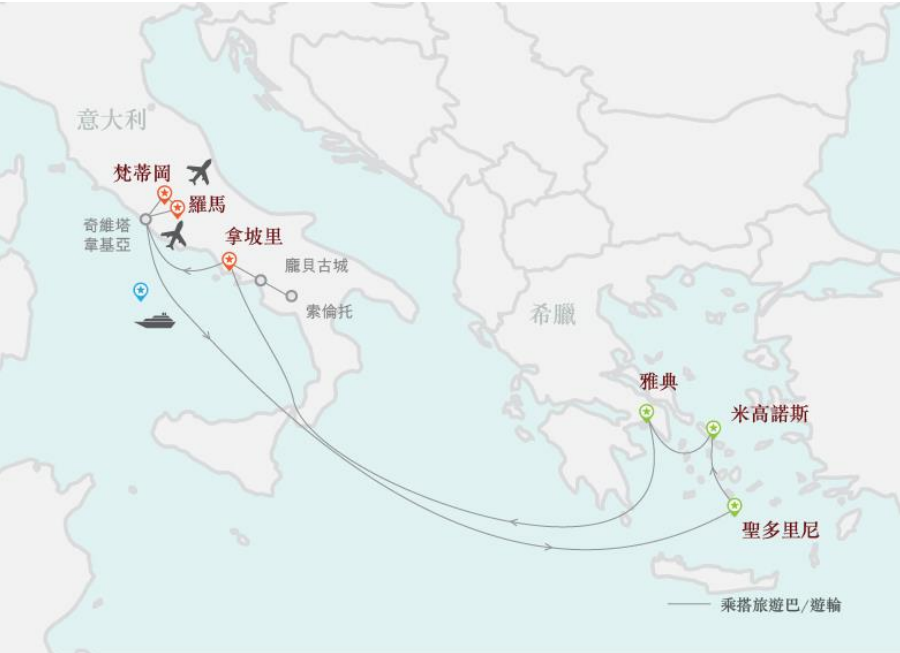 意大利
梵蒂岡
羅馬
奇維塔
韋基亞
拿坡里
龐貝古城
索倫托
希臘
雅典
米高諾斯
聖多里尼
乘搭旅遊巴/遊輪